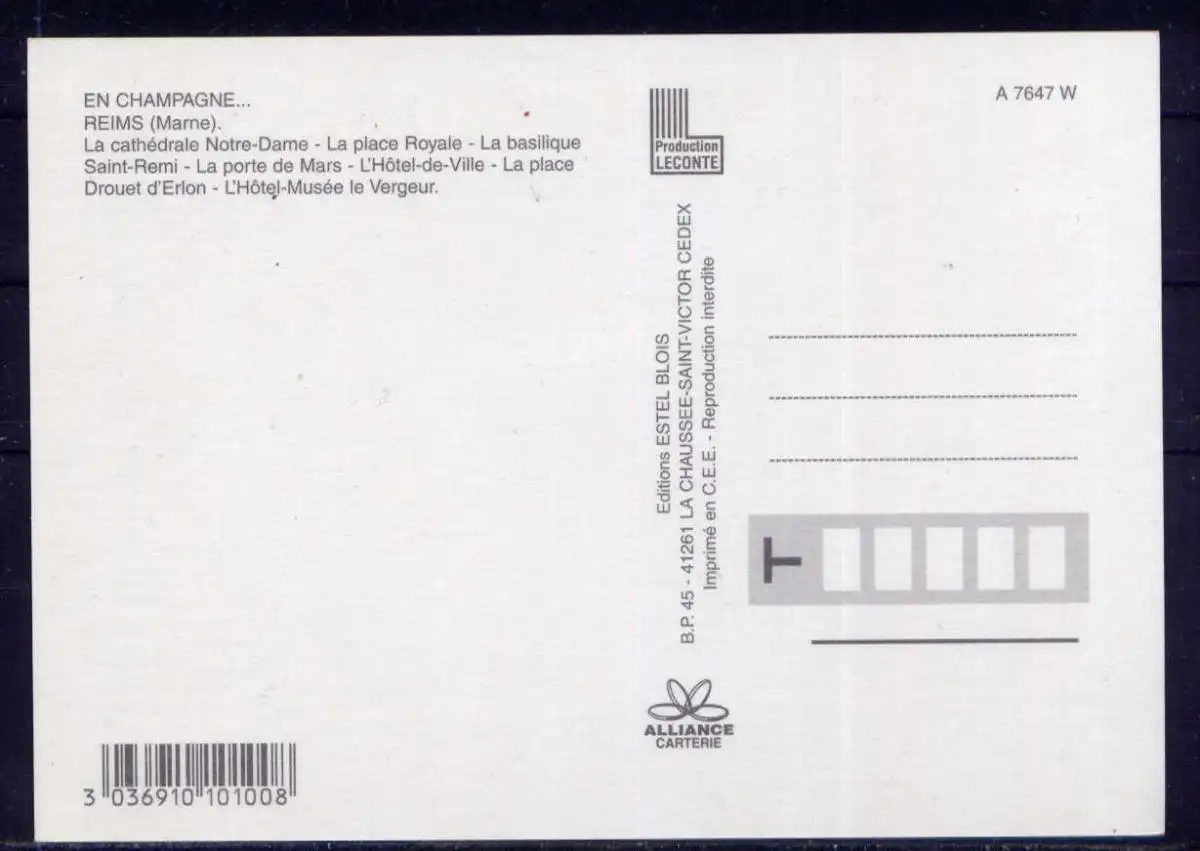 EN CHAMPAGNE...
REIMS (Marne).
La cathédrale Notre-Dame - La place Royale - La basilique
Saint-Remi - La porte de Mars - L'Hôtel-de-Ville - La place
Drouet d'Erlon - L'Hôtel-Musée le Vergeur.
Production
LECONTE
A 7647 W
Editions ESTEL BLOIS
B.P. 45 - 41261 LA CHAUSSEE-SAINT-VICTOR CEDEX
Imprimé en C.E.E. - Reproduction interdite
T
ALLIANCE
CARTERIE
3 036910 101008